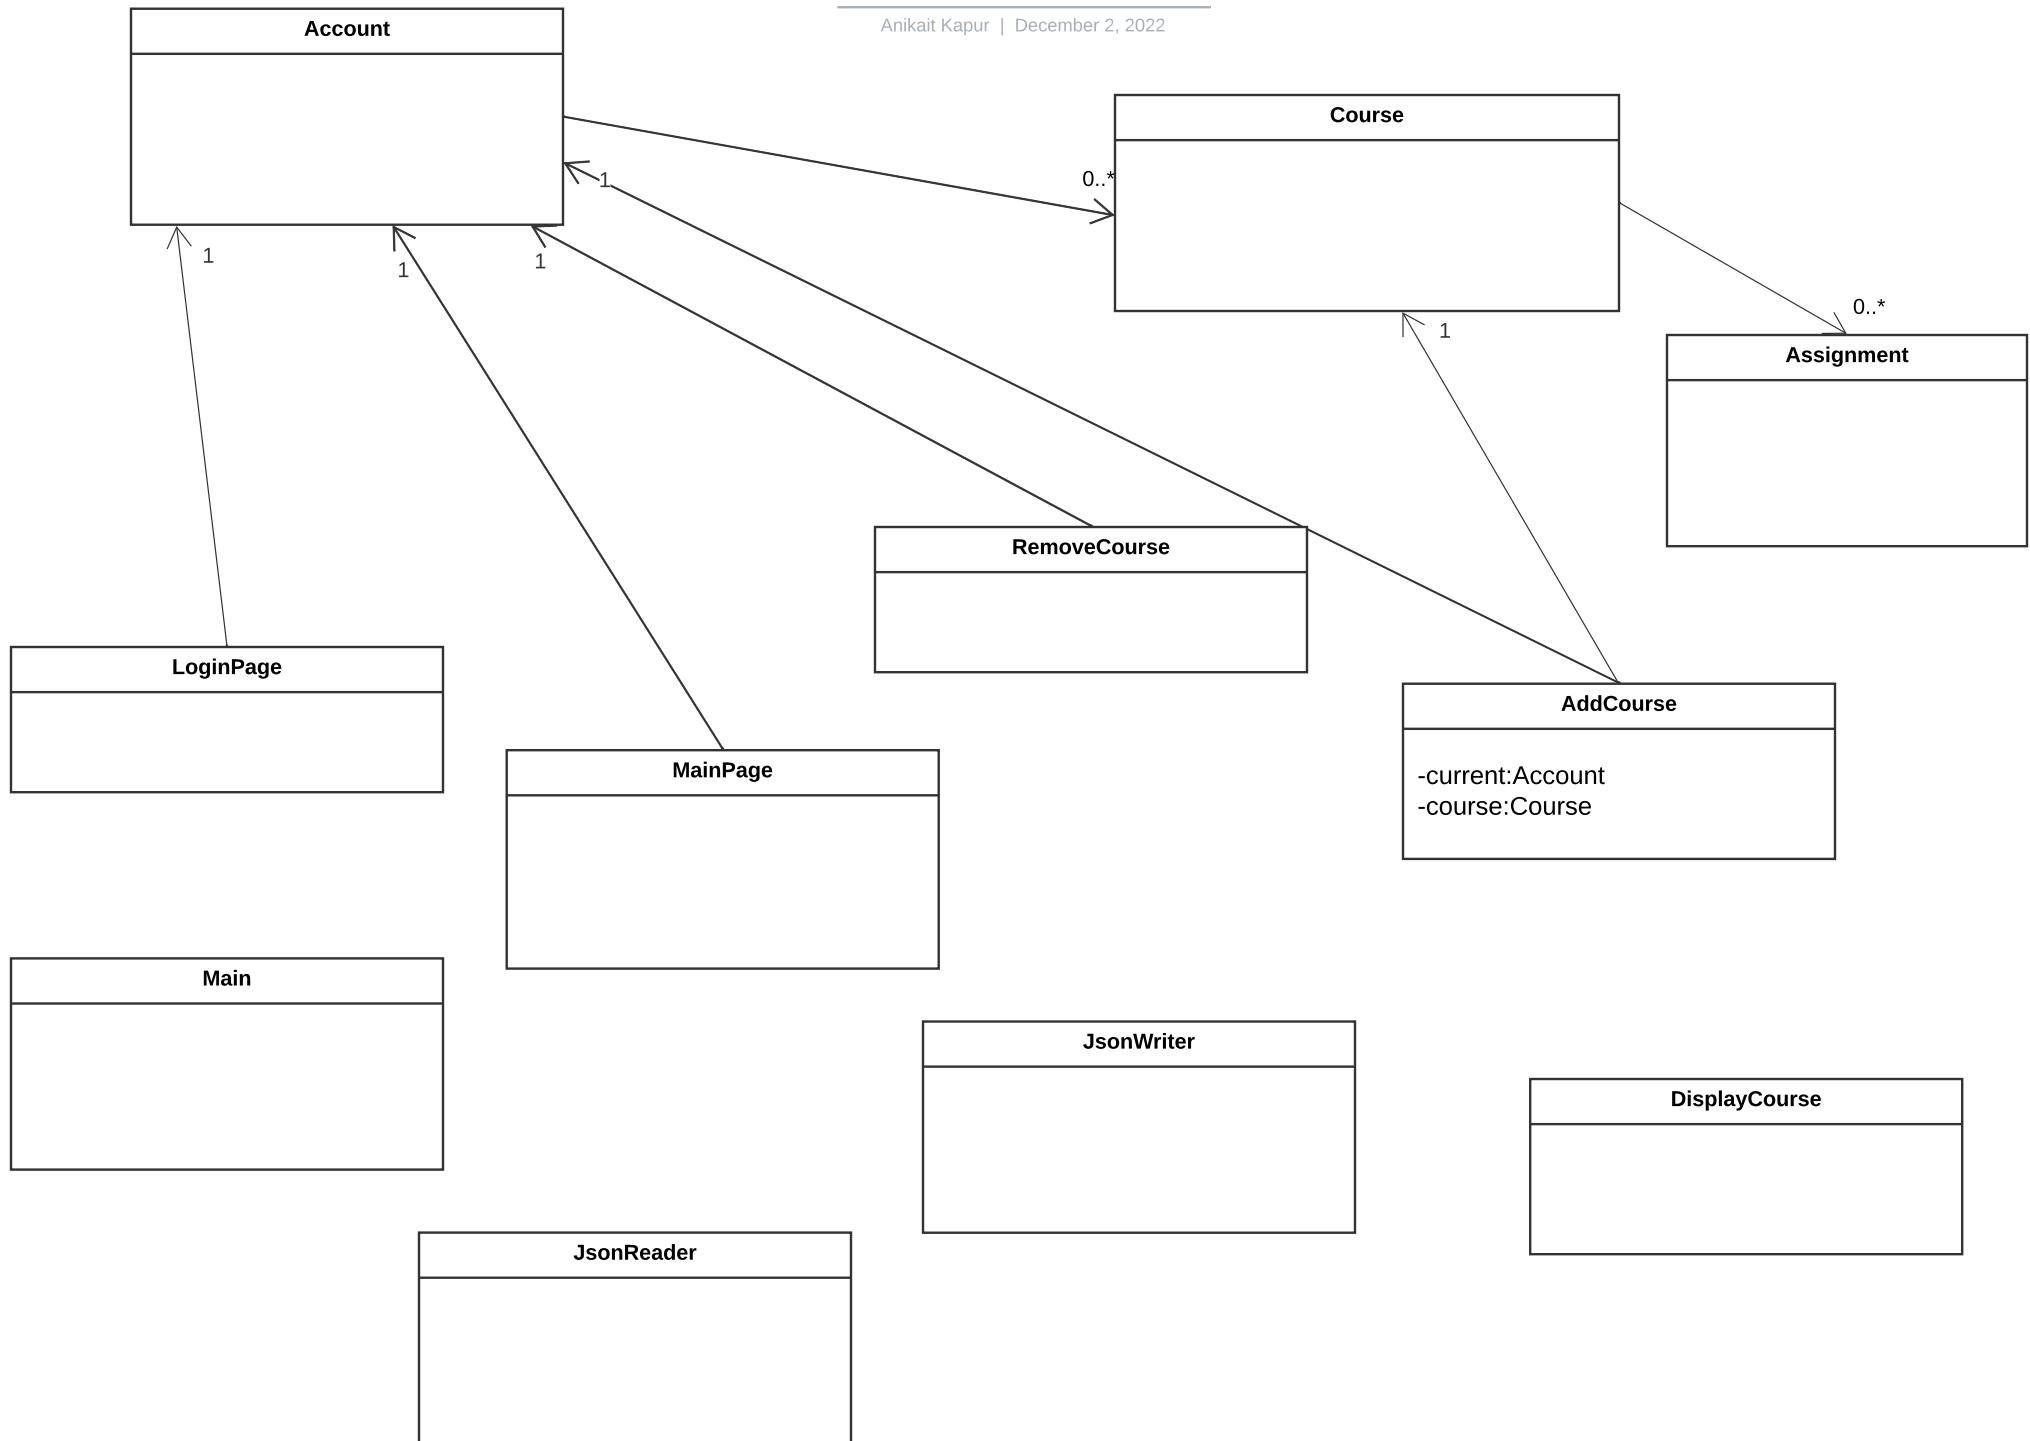 Account
Anikait Kapur | December 2, 2022
Course
1
0..*
1
1
1
0..*
1
Assignment
RemoveCourse
LoginPage
AddCourse
MainPage
-current:Account
-course:Course
Main
JsonWriter
DisplayCourse
JsonReader